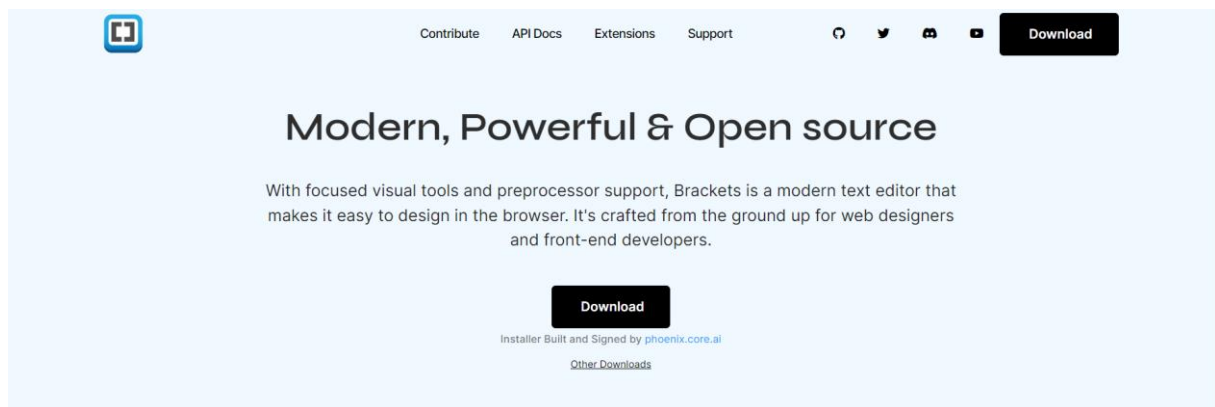 Contribute API Docs Extensions Support Download
Modern, Powerful & Open source
With focused visual tools and preprocessor support, Brackets is a modern text editor that
makes it easy to design in the browser. It's crafted from the ground up for web designers
and front-end developers.
Download
Installer Built and Signed by phoenix.core.ai
Other Downloads